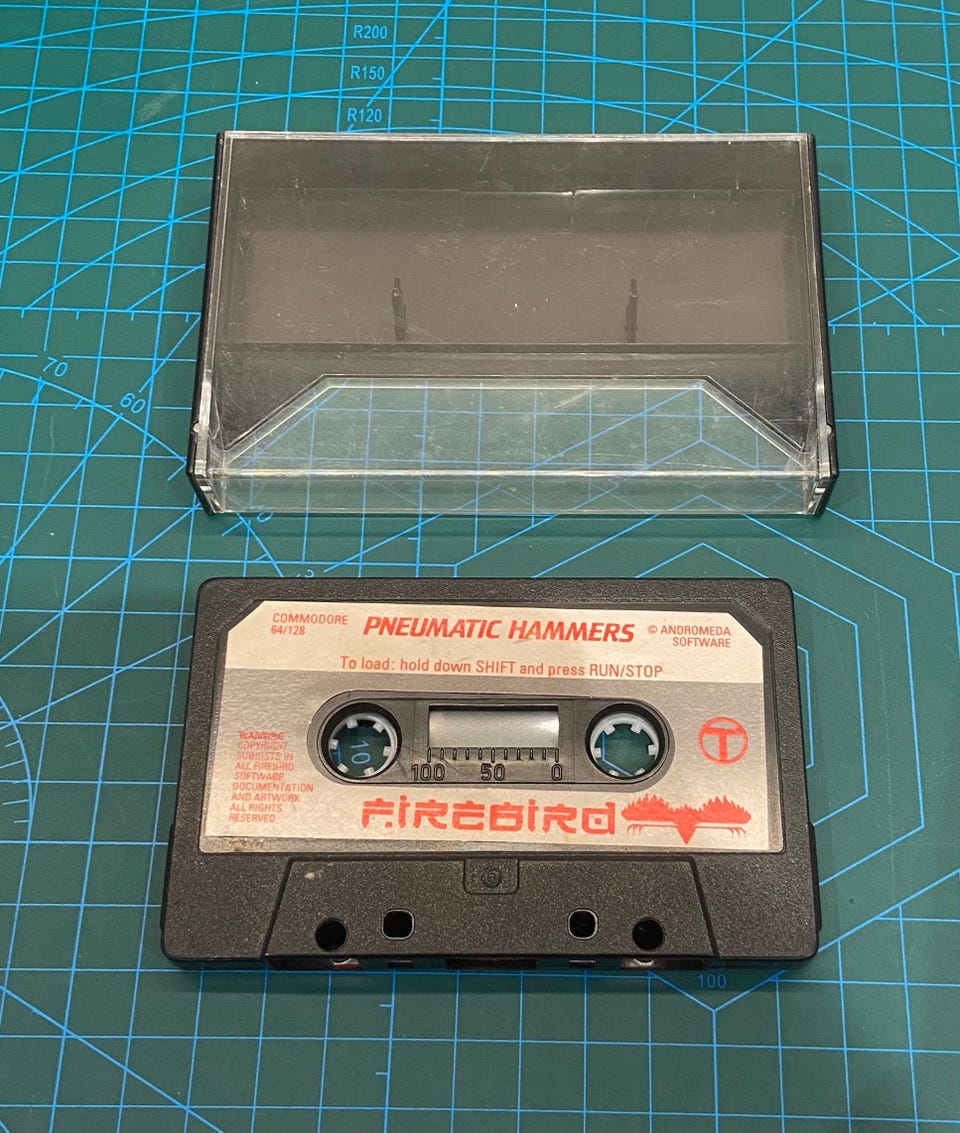 R200
R150
R120
70
60
COMMODORE
64/128
PNEUMATIC HAMMERS
© ANDROMEDA
SOFTWARE
To load: hold down SHIFT and press RUN/STOP
WARNING
COPYRIGHT
SUBSISTS IN
ALL FIREBIRD
SOFTWARE
DOCUMENTATION
AND ARTWORK
ALL RIGHTS
RESERVED
10
100 50 0
T
FIREBIRD
100